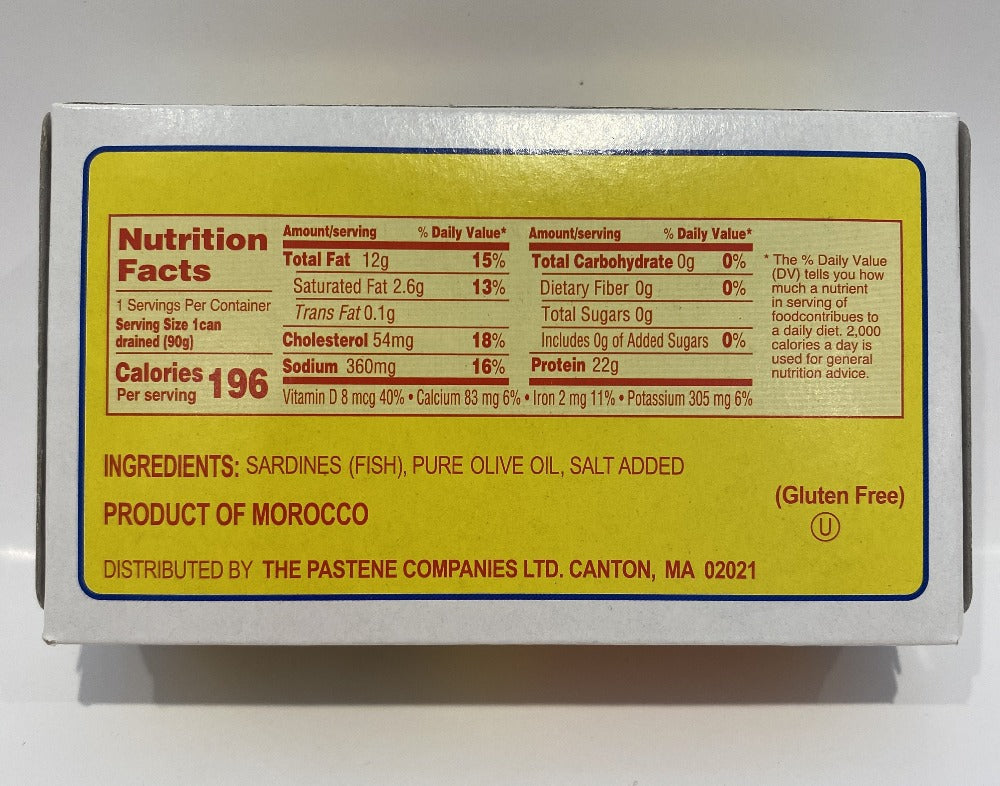 Nutrition
Facts
1 Servings Per Container
Serving Size 1can
drained (90g)
Calories 196
Per serving
Amount/serving % Daily Value*
Total Fat 12g 15%
Saturated Fat 2.6g 13%
Trans Fat 0.1g
Cholesterol 54mg 18%
Sodium 360mg 16%
Amount/serving % Daily Value*
Total Carbohydrate 0g 0%
Dietary Fiber 0g 0%
Total Sugars 0g
Includes 0g of Added Sugars 0%
Protein 22g
Vitamin D 8 mcg 40% • Calcium 83 mg 6% • Iron 2 mg 11% • Potassium 305 mg 6%
* The % Daily Value
(DV) tells you how
much a nutrient
in serving of
foodcontribues to
a daily diet. 2,000
calories a day is
used for general
nutrition advice.
INGREDIENTS: SARDINES (FISH), PURE OLIVE OIL, SALT ADDED
PRODUCT OF MOROCCO
(Gluten Free)
U
DISTRIBUTED BY THE PASTENE COMPANIES LTD. CANTON, MA 02021